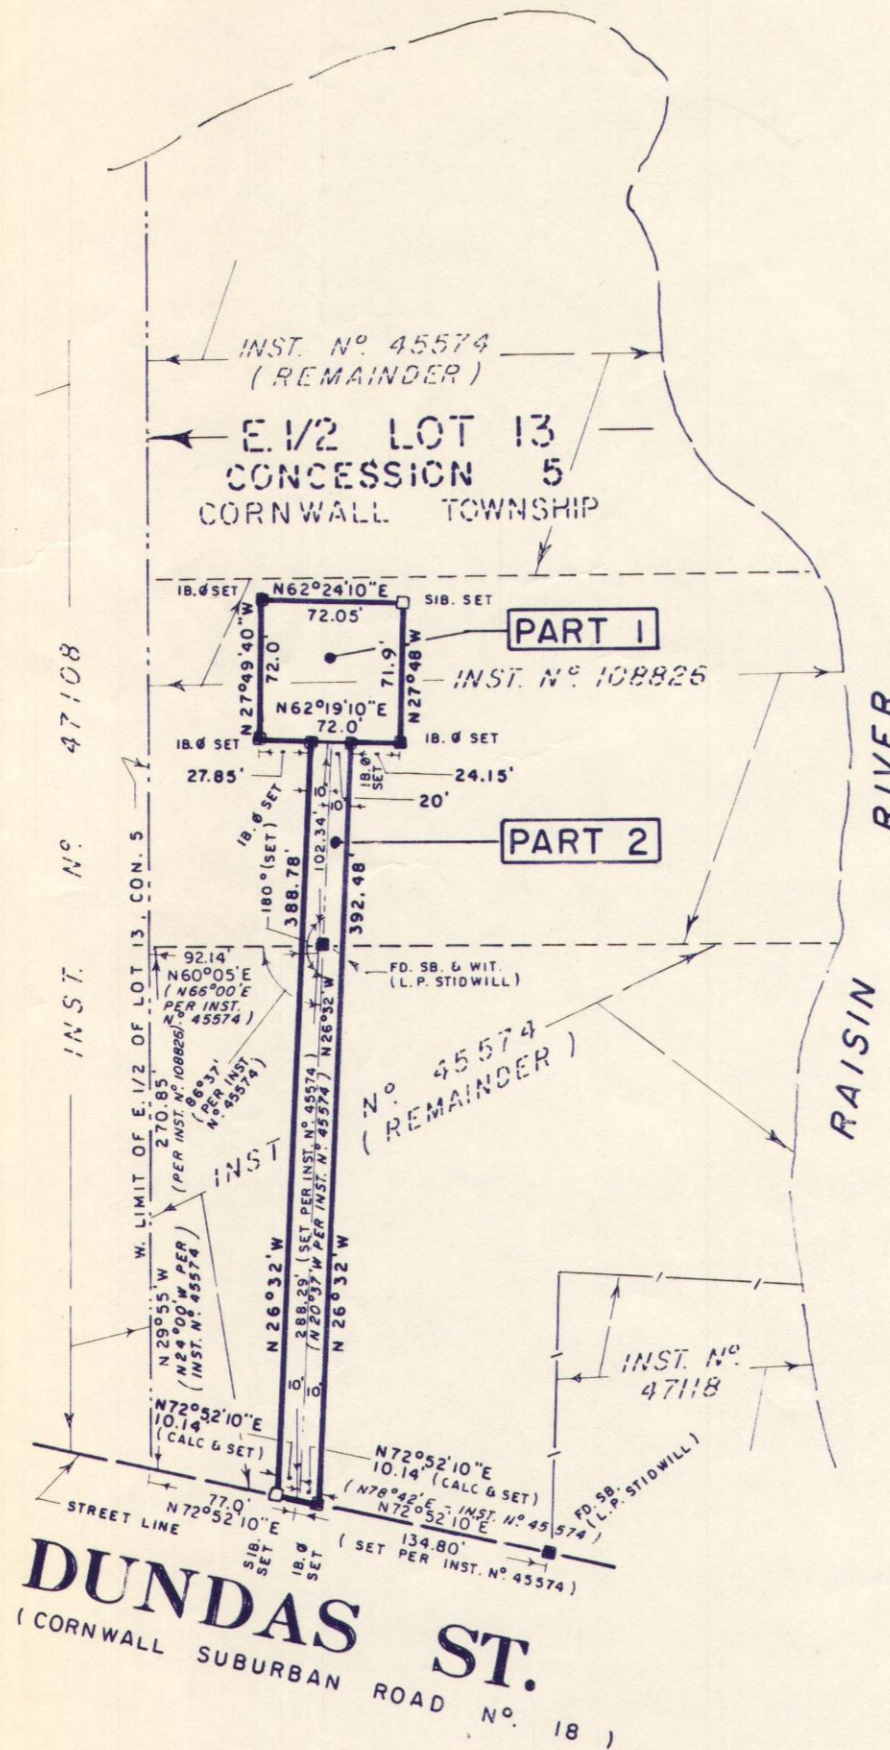 INST. Nº 45574
( REMAINDER )
E.1/2 LOT 13
CONCESSION 5
CORNWALL TOWNSHIP
IB.Ø SET
N62°24'10"E
SIB. SET
72.05'
PART 1
N 27°49'40"W
72.0'
71.9'
N27°48'W
INST. Nº 108826
N62°19'10"E
72.0'
IB.Ø SET
IB.Ø SET
27.85'
IB.Ø
SET
24.15'
10'
10'
20'
IB.Ø SET
PART 2
180° (SET)
102.34'
388.78'
392.48'
INST. Nº 47108
W. LIMIT OF E.1/2 OF LOT 13, CON. 5
92.14'
N60°05'E
( N66°00'E
PER INST.
Nº 45574)
FD. SB. & WIT.
(L.P. STIDWILL)
86°37'
(PER INST.
Nº 45574)
270.85'
(PER INST. Nº 108826)
N26°32'W
INST Nº 45574
( REMAINDER )
RAISIN RIVER
N 29°55'W
(N24°00'W PER
INST. Nº 45574)
N 26°32'W
288.29' (SET PER INST. Nº 45574)
(N 20°37'W PER INST. Nº 45574)
N 26°32'W
INST. Nº
47118
10'
10'
N72°52'10"E
10.14'
(CALC & SET)
N72°52'10"E
10.14' (CALC & SET)
(N78°42'E - INST. Nº 45574)
N72°52'10"E
134.80'
( SET PER INST. Nº 45574)
FD. SB.
(L.P. STIDWILL)
77.0'
N72°52'10"E
STREET LINE
SIB.
SET
IB.Ø
SET
DUNDAS ST.
( CORNWALL SUBURBAN ROAD Nº. 18 )